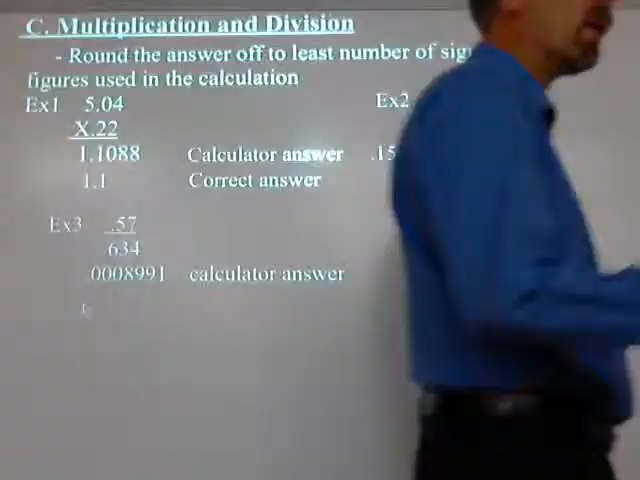 C. Multiplication and Division
- Round the answer off to least number of sig
figures used in the calculation
Ex1 5.04 Ex2
X.22
1.1088 Calculator answer .15
1.1 Correct answer
Ex3 .57
634
.0008991 calculator answer